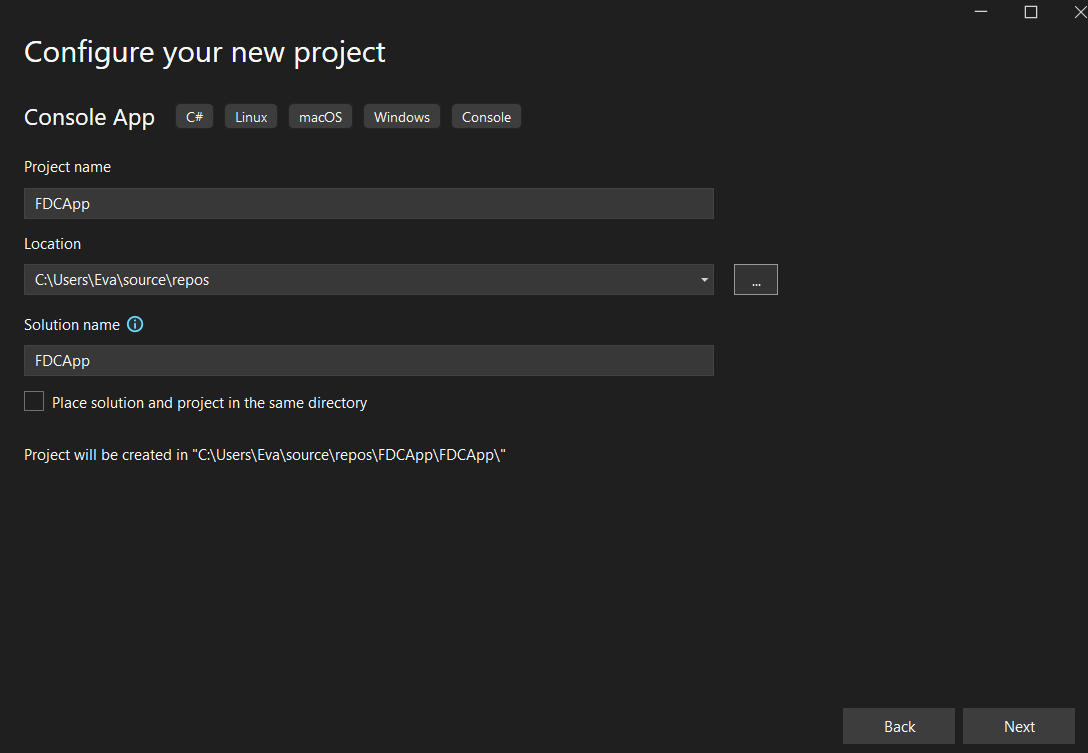 Configure your new project
Console App C# Linux macOS Windows Console
Project name
FDCApp
Location
C:\Users\Eva\source\repos
...
Solution name
FDCApp
Place solution and project in the same directory
Project will be created in "C:\Users\Eva\source\repos\FDCApp\FDCApp\"
Back Next